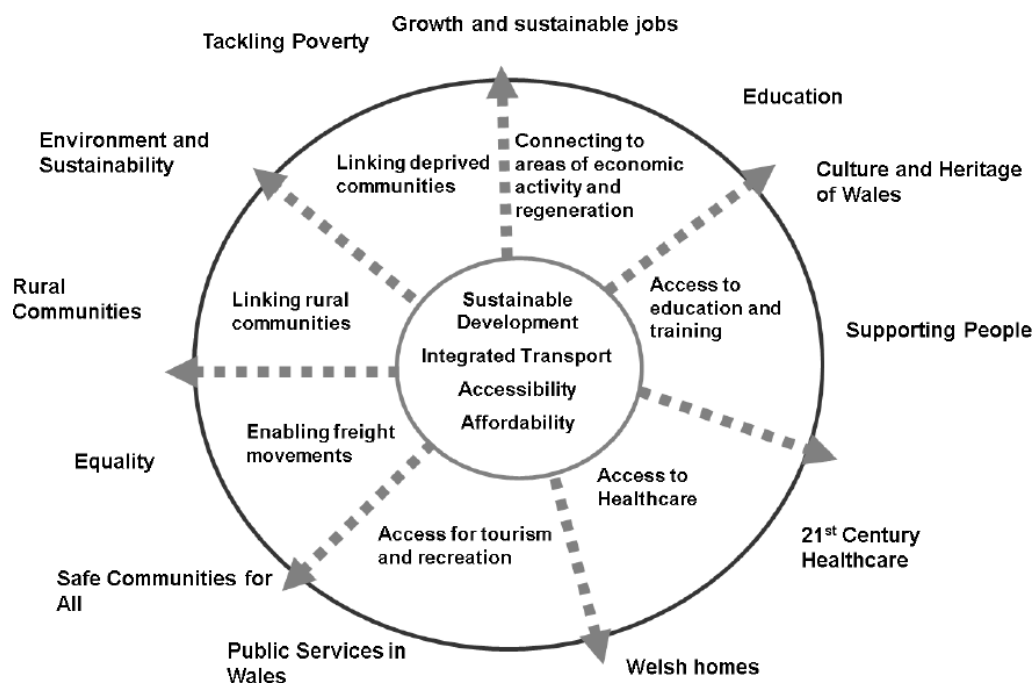 Growth and sustainable jobs
Tackling Poverty
Education
Environment and
Sustainability
Culture and Heritage
of Wales
Linking deprived
communities
Connecting to
areas of economic
activity and
regeneration
Rural
Communities
Linking rural
communities
Sustainable
Development
Integrated Transport
Accessibility
Affordability
Access to
education and
training
Supporting People
Equality
Enabling freight
movements
Access to
Healthcare
Access for tourism
and recreation
21st Century
Healthcare
Safe Communities for
All
Public Services in
Wales
Welsh homes